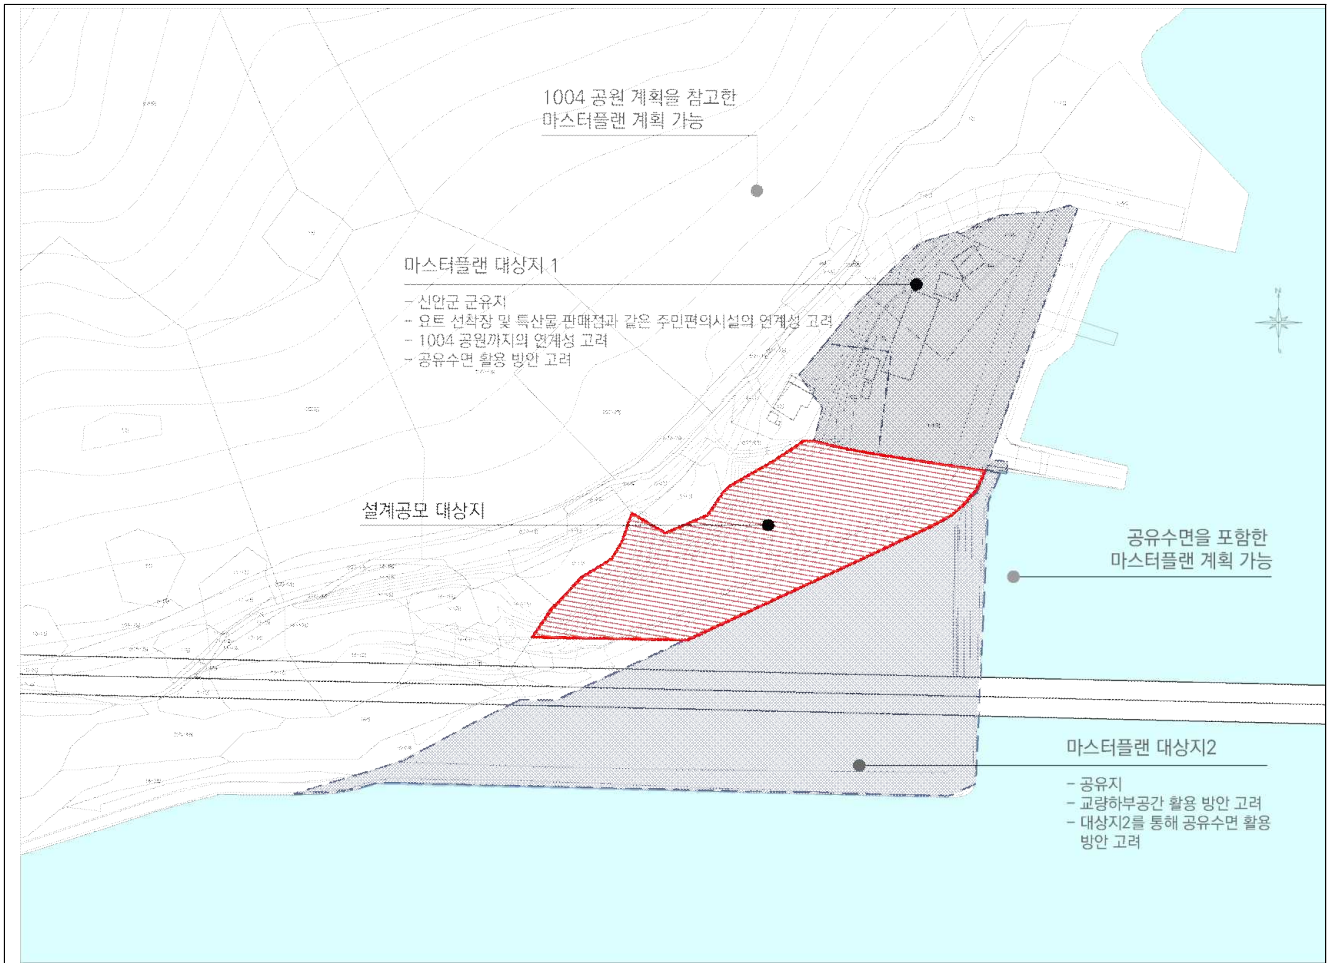 1004 공원 계획을 참고한
마스터플랜 계획 가능
마스터플랜 대상지 1
- 신안군 군유지
- 요트 선착장 및 특산물 판매점과 같은 주민편의시설의 연계성 고려
- 1004 공원까지의 연계성 고려
- 공유수면 활용 방안 고려
N
설계공모 대상지
공유수면을 포함한
마스터플랜 계획 가능
마스터플랜 대상지2
- 공유지
- 교량하부공간 활용 방안 고려
- 대상지2를 통해 공유수면 활용
방안 고려